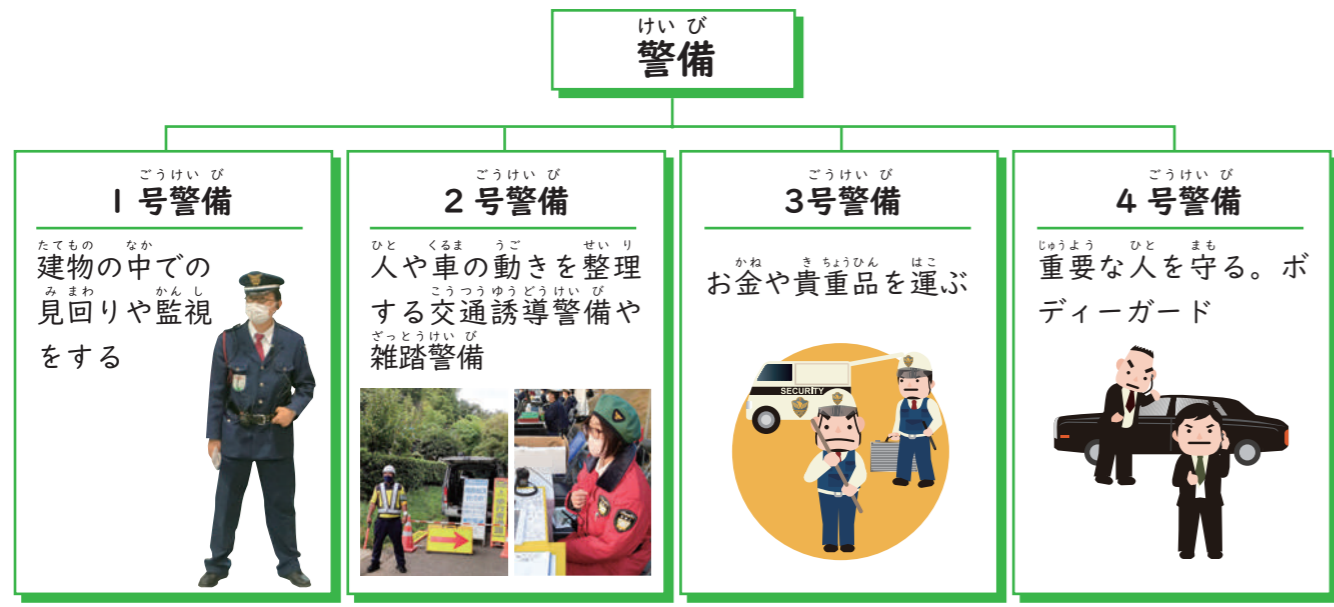 けいび
警備
ごうけいび
1号警備
たてもの なか
建物の中での
みまわ かんし
見回りや監視
をする
ごうけいび
2号警備
ひと くるま うご せいり
人や車の動きを整理
こうつうゆうどうけいび
する交通誘導警備や
ざっとうけいび
雑踏警備
ごうけいび
3号警備
かね きちょうひん はこ
お金や貴重品を運ぶ
SECURITY
ごうけいび
4号警備
じゅうよう ひと まも
重要な人を守る。ボ
ディーガード